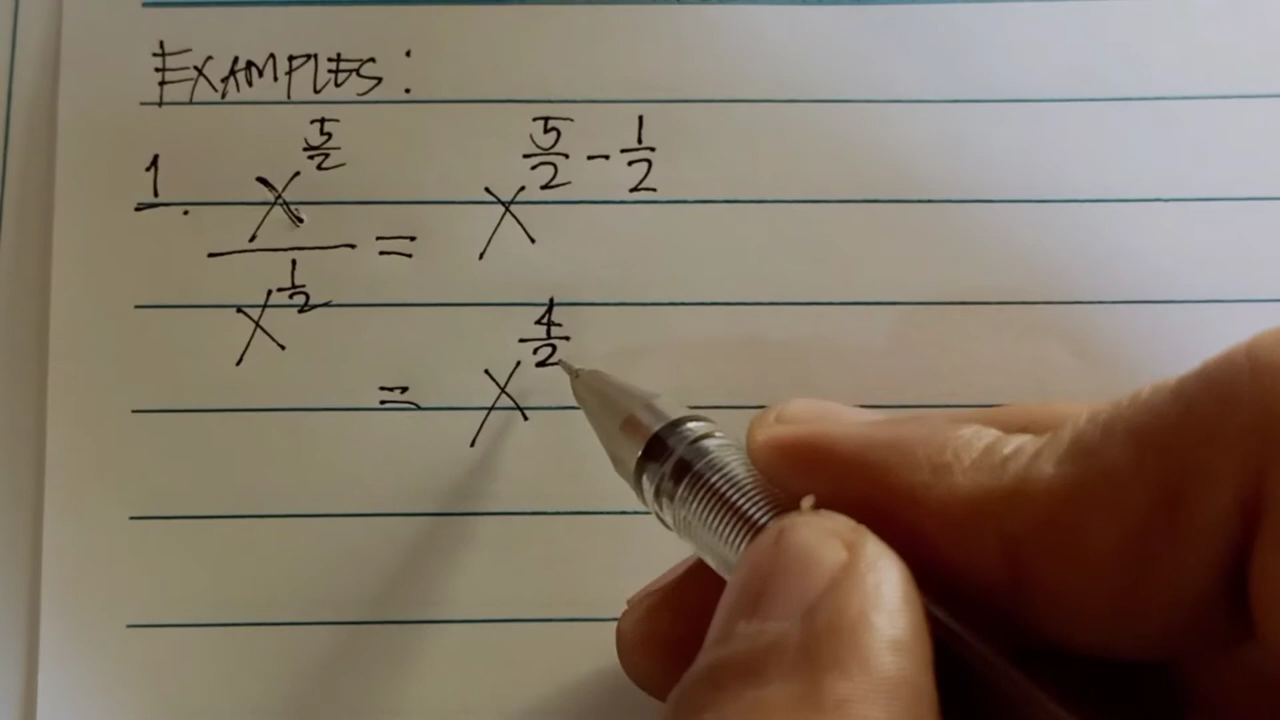 EXAMPLES:
1. x^(5/2) / x^(1/2) = x^(5/2 - 1/2)
= x^(4/2)